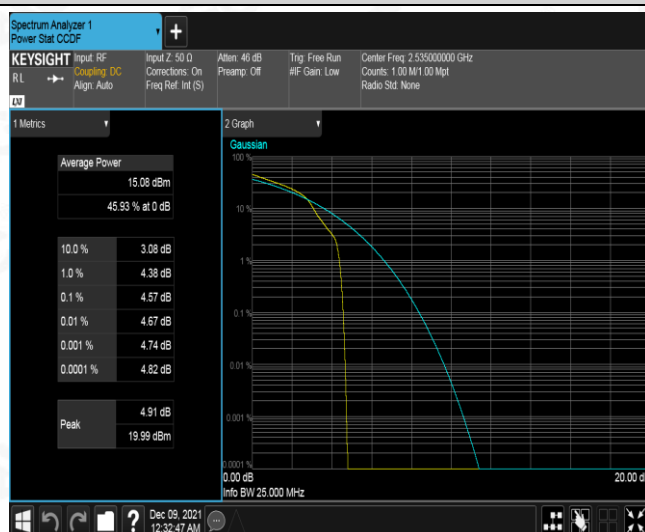 Spectrum Analyzer 1
Power Stat CCDF
+
KEYSIGHT
Input: RF
Input Z: 50 Ω
Atten: 46 dB
Trig: Free Run
Center Freq: 2.535000000 GHz
RL
Coupling: DC
Corrections: On
Preamp: Off
#IF Gain: Low
Counts: 1.00 M/1.00 Mpt
Align: Auto
Freq Ref: Int (S)
Radio Std: None
LXI
1 Metrics
2 Graph
Average Power
15.08 dBm
45.93 % at 0 dB
10.0 % 3.08 dB
1.0 % 4.38 dB
0.1 % 4.57 dB
0.01 % 4.67 dB
0.001 % 4.74 dB
0.0001 % 4.82 dB
Peak
4.91 dB
19.99 dBm
Gaussian
100 %
10 %
1 %
0.1 %
0.01 %
0.001 %
0.0001 %
0.00 dB
20.00 d
Info BW 25.000 MHz
?
Dec 09, 2021
12:32:47 AM